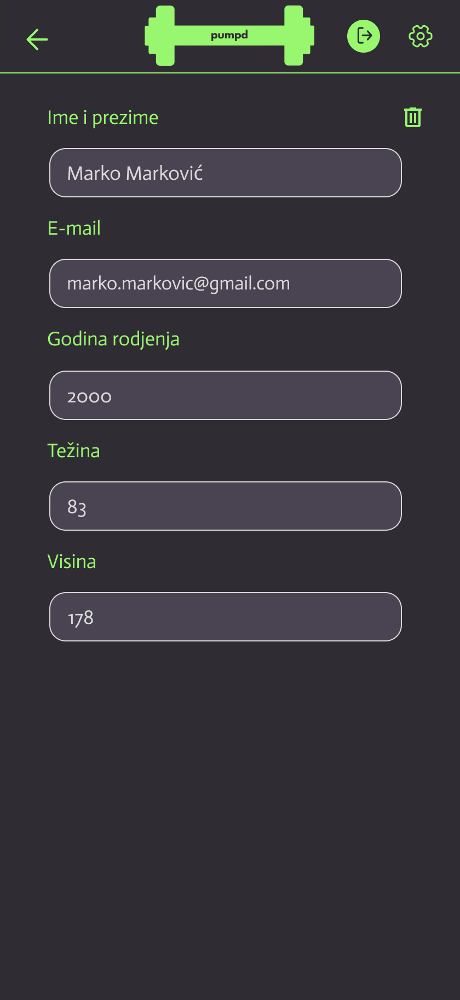 pumpd
Ime i prezime
Marko Marković
E-mail
marko.markovic@gmail.com
Godina rodjenja
2000
Težina
83
Visina
178